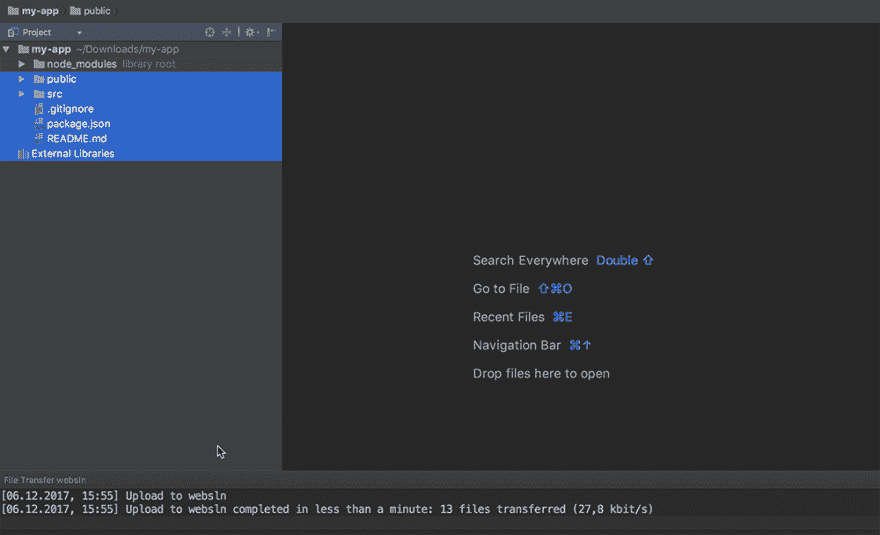 my-app public
Project
my-app ~/Downloads/my-app
node_modules library root
public
src
.gitignore
package.json
README.md
External Libraries
Search Everywhere Double ⇧
Go to File ⇧⌘O
Recent Files ⌘E
Navigation Bar ⌘↑
Drop files here to open
File Transfer websln
[06.12.2017, 15:55] Upload to websln
[06.12.2017, 15:55] Upload to websln completed in less than a minute: 13 files transferred (27,8 kbit/s)